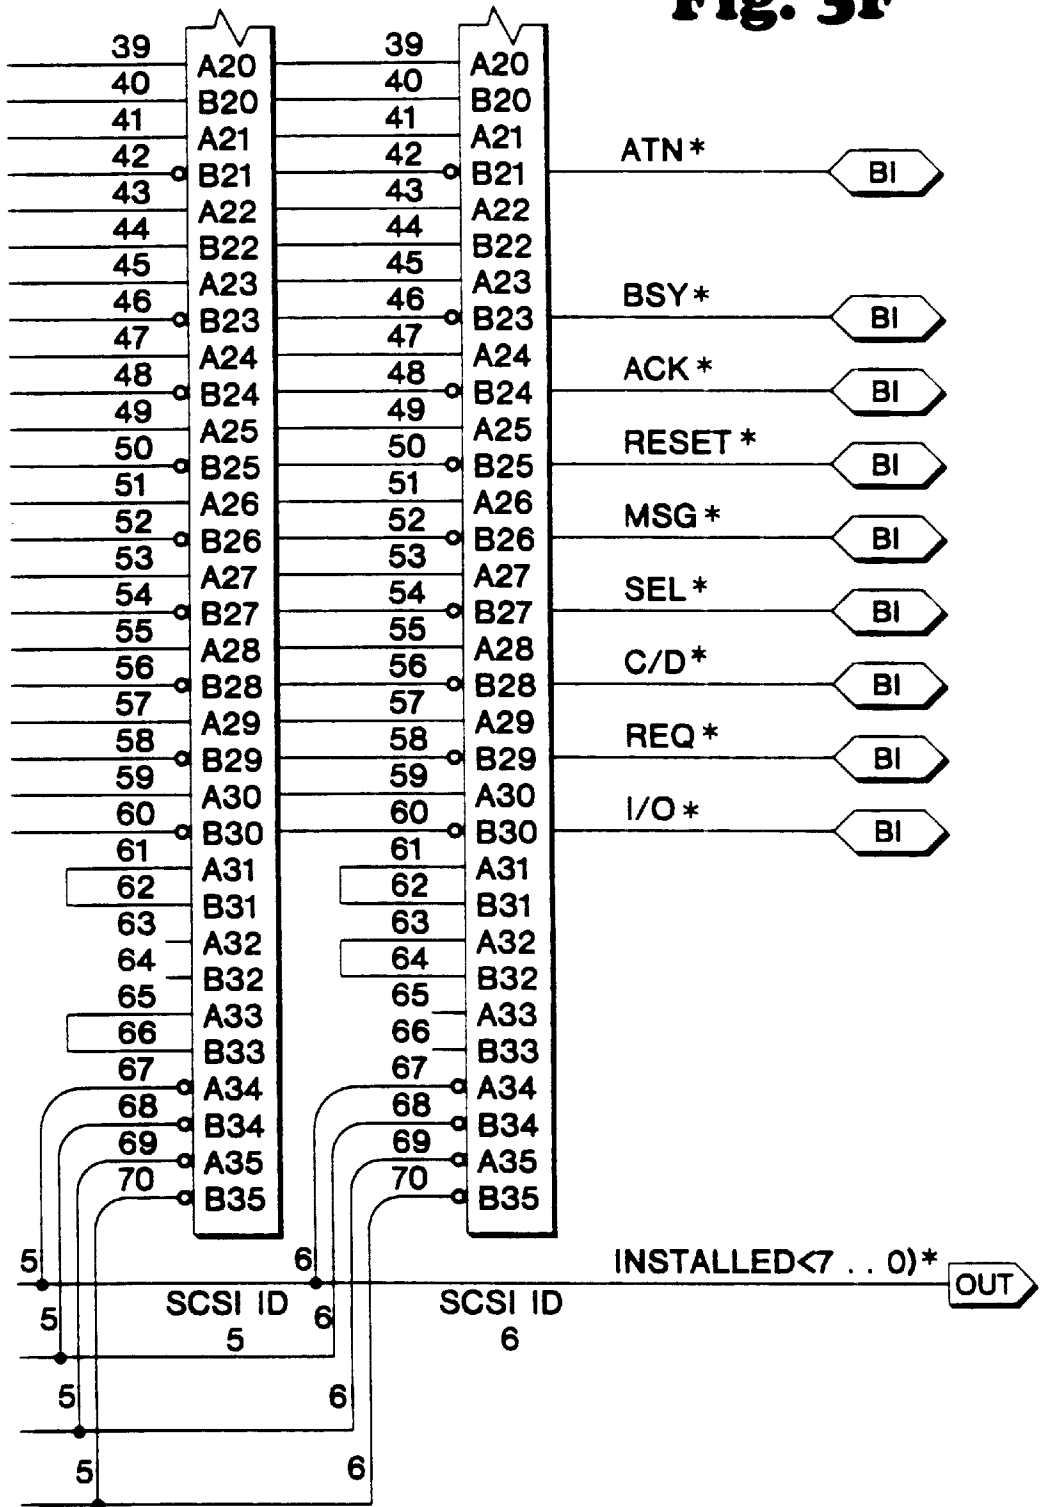 Fig. 3F
39 A20 39 A20
40 B20 40 B20
41 A21 41 A21
42 B21 42 B21 ATN* BI
43 A22 43 A22
44 B22 44 B22
45 A23 45 A23
46 B23 46 B23 BSY* BI
47 A24 47 A24
48 B24 48 B24 ACK* BI
49 A25 49 A25
50 B25 50 B25 RESET* BI
51 A26 51 A26
52 B26 52 B26 MSG* BI
53 A27 53 A27
54 B27 54 B27 SEL* BI
55 A28 55 A28
56 B28 56 B28 C/D* BI
57 A29 57 A29
58 B29 58 B29 REQ* BI
59 A30 59 A30
60 B30 60 B30 I/O* BI
61 A31 61 A31
62 B31 62 B31
63 A32 63 A32
64 B32 64 B32
65 A33 65 A33
66 B33 66 B33
67 A34 67 A34
68 B34 68 B34
69 A35 69 A35
70 B35 70 B35
5 6 INSTALLED<7 . . 0)* OUT
SCSI ID SCSI ID
5 5 6 6
5 6
5 6